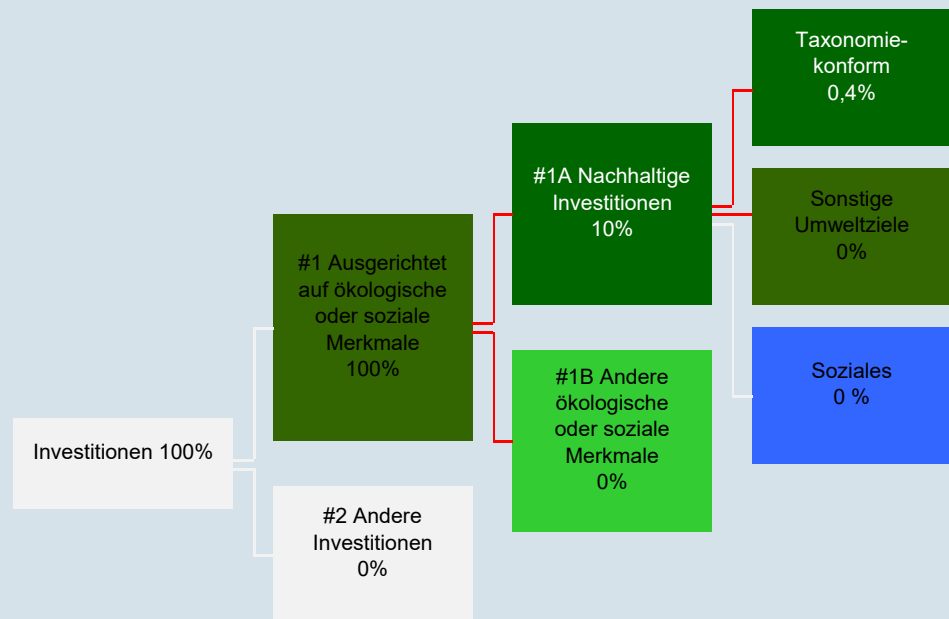 Investitionen 100%
#1 Ausgerichtet
auf ökologische
oder soziale
Merkmale
100%
#2 Andere
Investitionen
0%
#1A Nachhaltige
Investitionen
10%
#1B Andere
ökologische
oder soziale
Merkmale
0%
Taxonomie-
konform
0,4%
Sonstige
Umweltziele
0%
Soziales
0 %